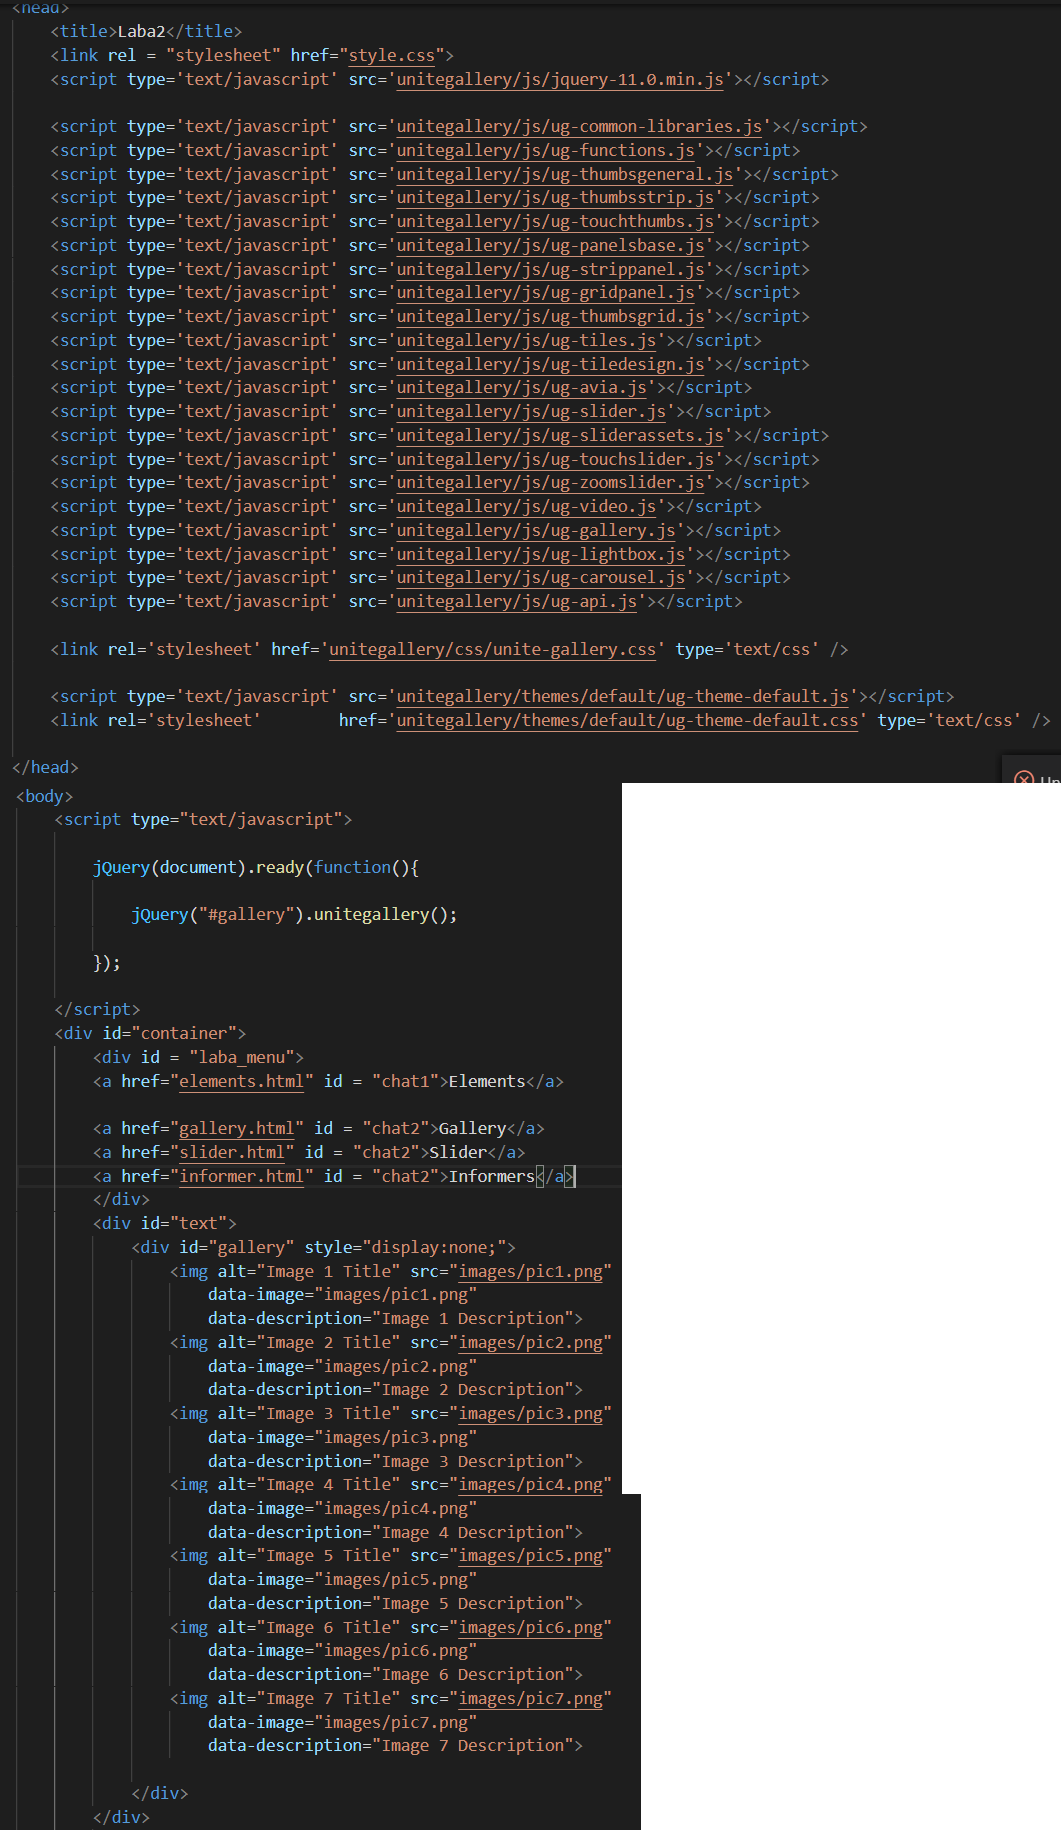 <head>
<title>Laba2</title>
<link rel = "stylesheet" href="style.css">
<script type='text/javascript' src='unitegallery/js/jquery-11.0.min.js'></script>
<script type='text/javascript' src='unitegallery/js/ug-common-libraries.js'></script>
<script type='text/javascript' src='unitegallery/js/ug-functions.js'></script>
<script type='text/javascript' src='unitegallery/js/ug-thumbsgeneral.js'></script>
<script type='text/javascript' src='unitegallery/js/ug-thumbsstrip.js'></script>
<script type='text/javascript' src='unitegallery/js/ug-touchthumbs.js'></script>
<script type='text/javascript' src='unitegallery/js/ug-panelsbase.js'></script>
<script type='text/javascript' src='unitegallery/js/ug-strippanel.js'></script>
<script type='text/javascript' src='unitegallery/js/ug-gridpanel.js'></script>
<script type='text/javascript' src='unitegallery/js/ug-thumbsgrid.js'></script>
<script type='text/javascript' src='unitegallery/js/ug-tiles.js'></script>
<script type='text/javascript' src='unitegallery/js/ug-tiledesign.js'></script>
<script type='text/javascript' src='unitegallery/js/ug-avia.js'></script>
<script type='text/javascript' src='unitegallery/js/ug-slider.js'></script>
<script type='text/javascript' src='unitegallery/js/ug-sliderassets.js'></script>
<script type='text/javascript' src='unitegallery/js/ug-touchslider.js'></script>
<script type='text/javascript' src='unitegallery/js/ug-zoomslider.js'></script>
<script type='text/javascript' src='unitegallery/js/ug-video.js'></script>
<script type='text/javascript' src='unitegallery/js/ug-gallery.js'></script>
<script type='text/javascript' src='unitegallery/js/ug-lightbox.js'></script>
<script type='text/javascript' src='unitegallery/js/ug-carousel.js'></script>
<script type='text/javascript' src='unitegallery/js/ug-api.js'></script>
<link rel='stylesheet' href='unitegallery/css/unite-gallery.css' type='text/css' />
<script type='text/javascript' src='unitegallery/themes/default/ug-theme-default.js'></script>
<link rel='stylesheet' href='unitegallery/themes/default/ug-theme-default.css' type='text/css' />
</head>
<body>
<script type="text/javascript">
jQuery(document).ready(function(){
jQuery("#gallery").unitegallery();
});
</script>
<div id="container">
<div id = "laba_menu">
<a href="elements.html" id = "chat1">Elements</a>
<a href="gallery.html" id = "chat2">Gallery</a>
<a href="slider.html" id = "chat2">Slider</a>
<a href="informer.html" id = "chat2">Informers</a>
</div>
<div id="text">
<div id="gallery" style="display:none;">
<img alt="Image 1 Title" src="images/pic1.png"
data-image="images/pic1.png"
data-description="Image 1 Description">
<img alt="Image 2 Title" src="images/pic2.png"
data-image="images/pic2.png"
data-description="Image 2 Description">
<img alt="Image 3 Title" src="images/pic3.png"
data-image="images/pic3.png"
data-description="Image 3 Description">
<img alt="Image 4 Title" src="images/pic4.png"
data-image="images/pic4.png"
data-description="Image 4 Description">
<img alt="Image 5 Title" src="images/pic5.png"
data-image="images/pic5.png"
data-description="Image 5 Description">
<img alt="Image 6 Title" src="images/pic6.png"
data-image="images/pic6.png"
data-description="Image 6 Description">
<img alt="Image 7 Title" src="images/pic7.png"
data-image="images/pic7.png"
data-description="Image 7 Description">
</div>
</div>